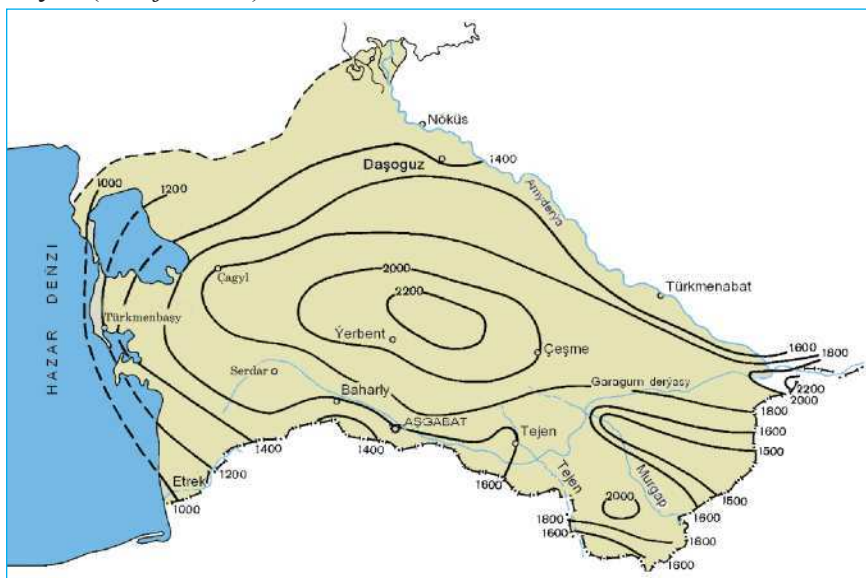 Nöküs
Daşoguz
1400
1000
1200
Amyderýa
HAZAR DEŇZI
Çagyl
2000
2200
Türkmenabat
Türkmenbaşy
Ýerbent
Çeşme
1600
1800
Serdar
Garagum derýasy
2200
2000
Baharly
AŞGABAT
Tejen
1800
1600
1500
1400
1400
Etrek
1200
1600
Tejen
Murgap
1000
2000
1500
1600
1800
1600
1800
1600